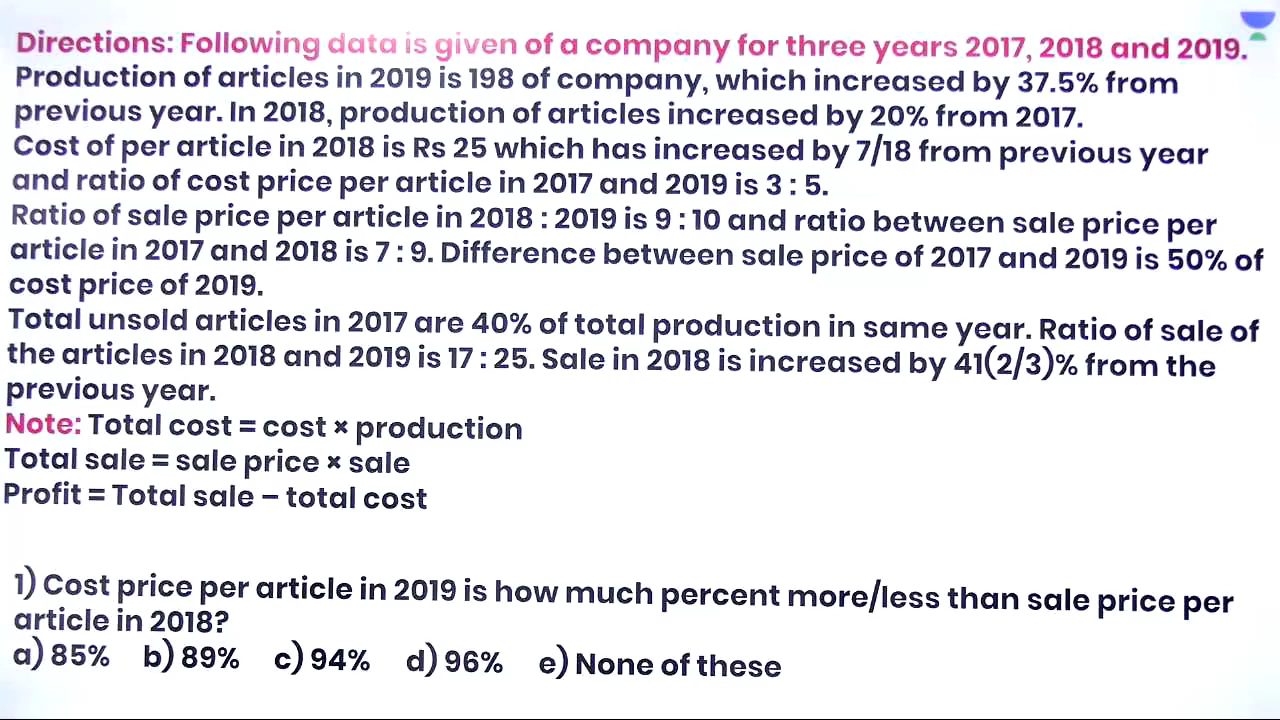 Directions: Following data is given of a company for three years 2017, 2018 and 2019.
Production of articles in 2019 is 198 of company, which increased by 37.5% from
previous year. In 2018, production of articles increased by 20% from 2017.
Cost of per article in 2018 is Rs 25 which has increased by 7/18 from previous year
and ratio of cost price per article in 2017 and 2019 is 3 : 5.
Ratio of sale price per article in 2018 : 2019 is 9 : 10 and ratio between sale price per
article in 2017 and 2018 is 7 : 9. Difference between sale price of 2017 and 2019 is 50% of
cost price of 2019.
Total unsold articles in 2017 are 40% of total production in same year. Ratio of sale of
the articles in 2018 and 2019 is 17 : 25. Sale in 2018 is increased by 41(2/3)% from the
previous year.
Note: Total cost = cost × production
Total sale = sale price × sale
Profit = Total sale – total cost
1) Cost price per article in 2019 is how much percent more/less than sale price per
article in 2018?
a) 85% b) 89% c) 94% d) 96% e) None of these